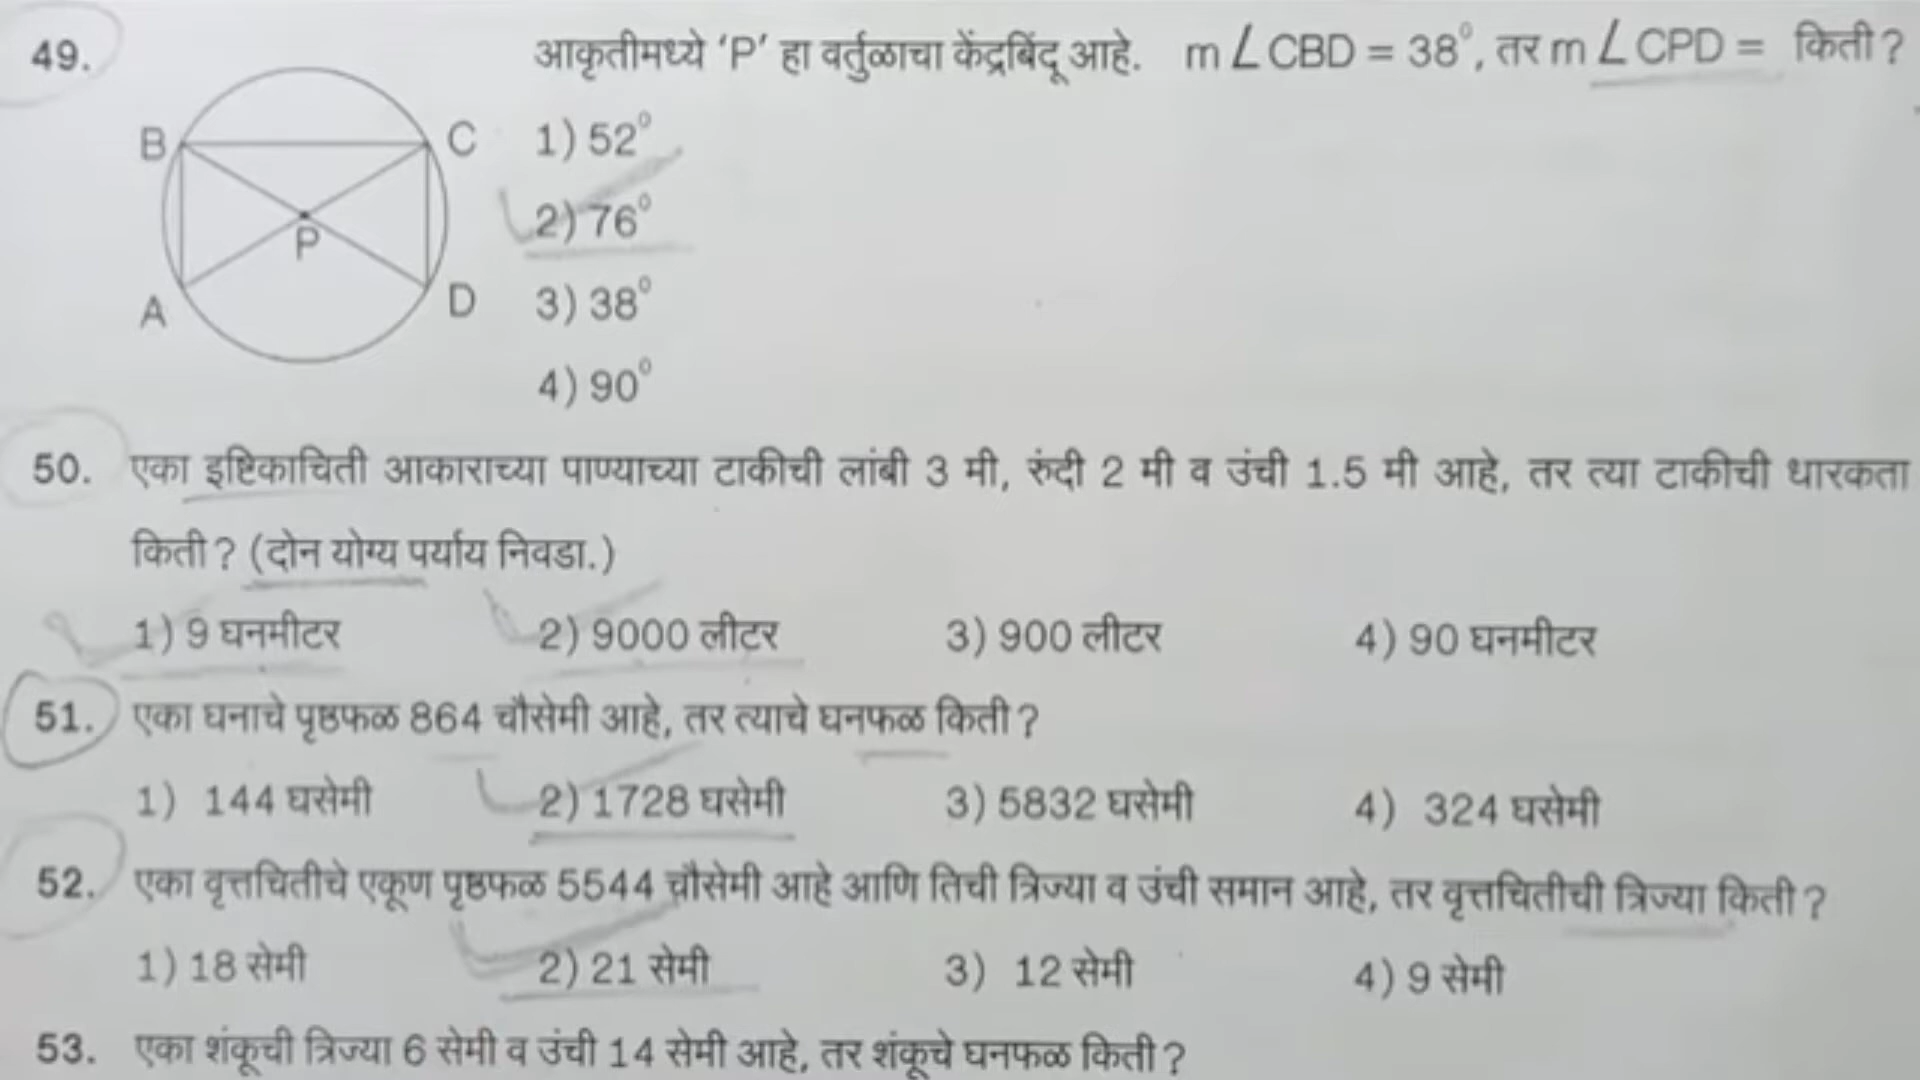 49. आकृतीमध्ये 'P' हा वर्तुळाचा केंद्रबिंदू आहे. m∠CBD = 38°, तर m∠CPD = किती?
B C
P
A D
1) 52°
2) 76°
3) 38°
4) 90°
50. एका इष्टिकाचिती आकाराच्या पाण्याच्या टाकीची लांबी 3 मी, रुंदी 2 मी व उंची 1.5 मी आहे, तर त्या टाकीची धारकता
किती? (दोन योग्य पर्याय निवडा.)
1) 9 घनमीटर 2) 9000 लीटर 3) 900 लीटर 4) 90 घनमीटर
51. एका घनाचे पृष्ठफळ 864 चौसेमी आहे, तर त्याचे घनफळ किती?
1) 144 घसेमी 2) 1728 घसेमी 3) 5832 घसेमी 4) 324 घसेमी
52. एका वृत्तचितीचे एकूण पृष्ठफळ 5544 चौसेमी आहे आणि तिची त्रिज्या व उंची समान आहे, तर वृत्तचितीची त्रिज्या किती?
1) 18 सेमी 2) 21 सेमी 3) 12 सेमी 4) 9 सेमी
53. एका शंकूची त्रिज्या 6 सेमी व उंची 14 सेमी आहे, तर शंकूचे घनफळ किती?